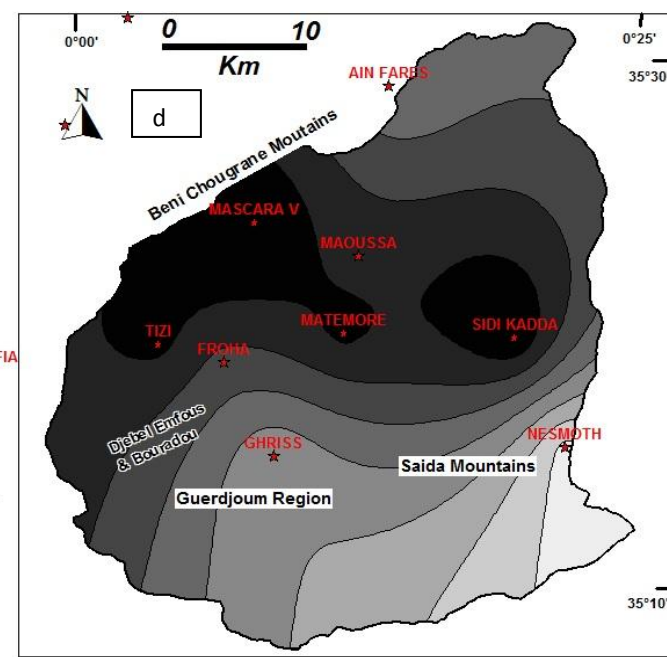 0°00'
0 10
Km
0°25'
35°30
AIN FARES
N
d
Beni Chougrane Moutains
MASCARA V
MAOUSSA
TIZI
MATEMORE
SIDI KADDA
FROHA
FIA
Djebel Emfous
& Bouradou
GHRISS
NESMOTH
Saida Mountains
Guerdjoum Region
35°10'